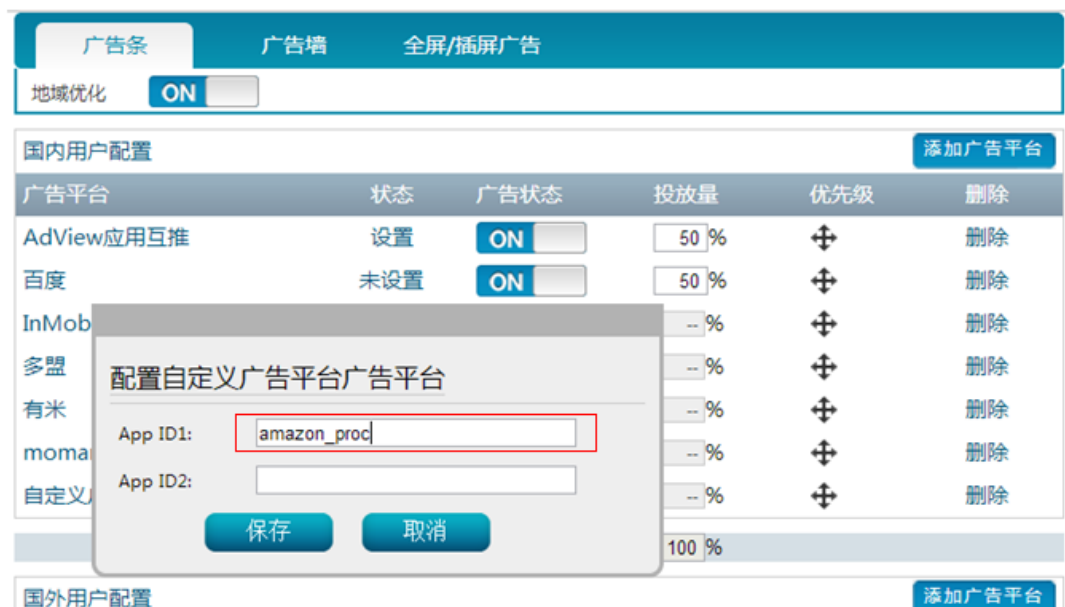 广告条 广告墙 全屏/插屏广告
地域优化 ON
国内用户配置 添加广告平台
广告平台 状态 广告状态 投放量 优先级 删除
AdView应用互推 设置 ON 50 % 删除
百度 未设置 ON 50 % 删除
InMob -- % 删除
多盟 -- % 删除
有米 -- % 删除
momar -- % 删除
自定义 -- % 删除
配置自定义广告平台广告平台
App ID1: amazon_proc
App ID2:
保存 取消
100 %
国外用户配置 添加广告平台